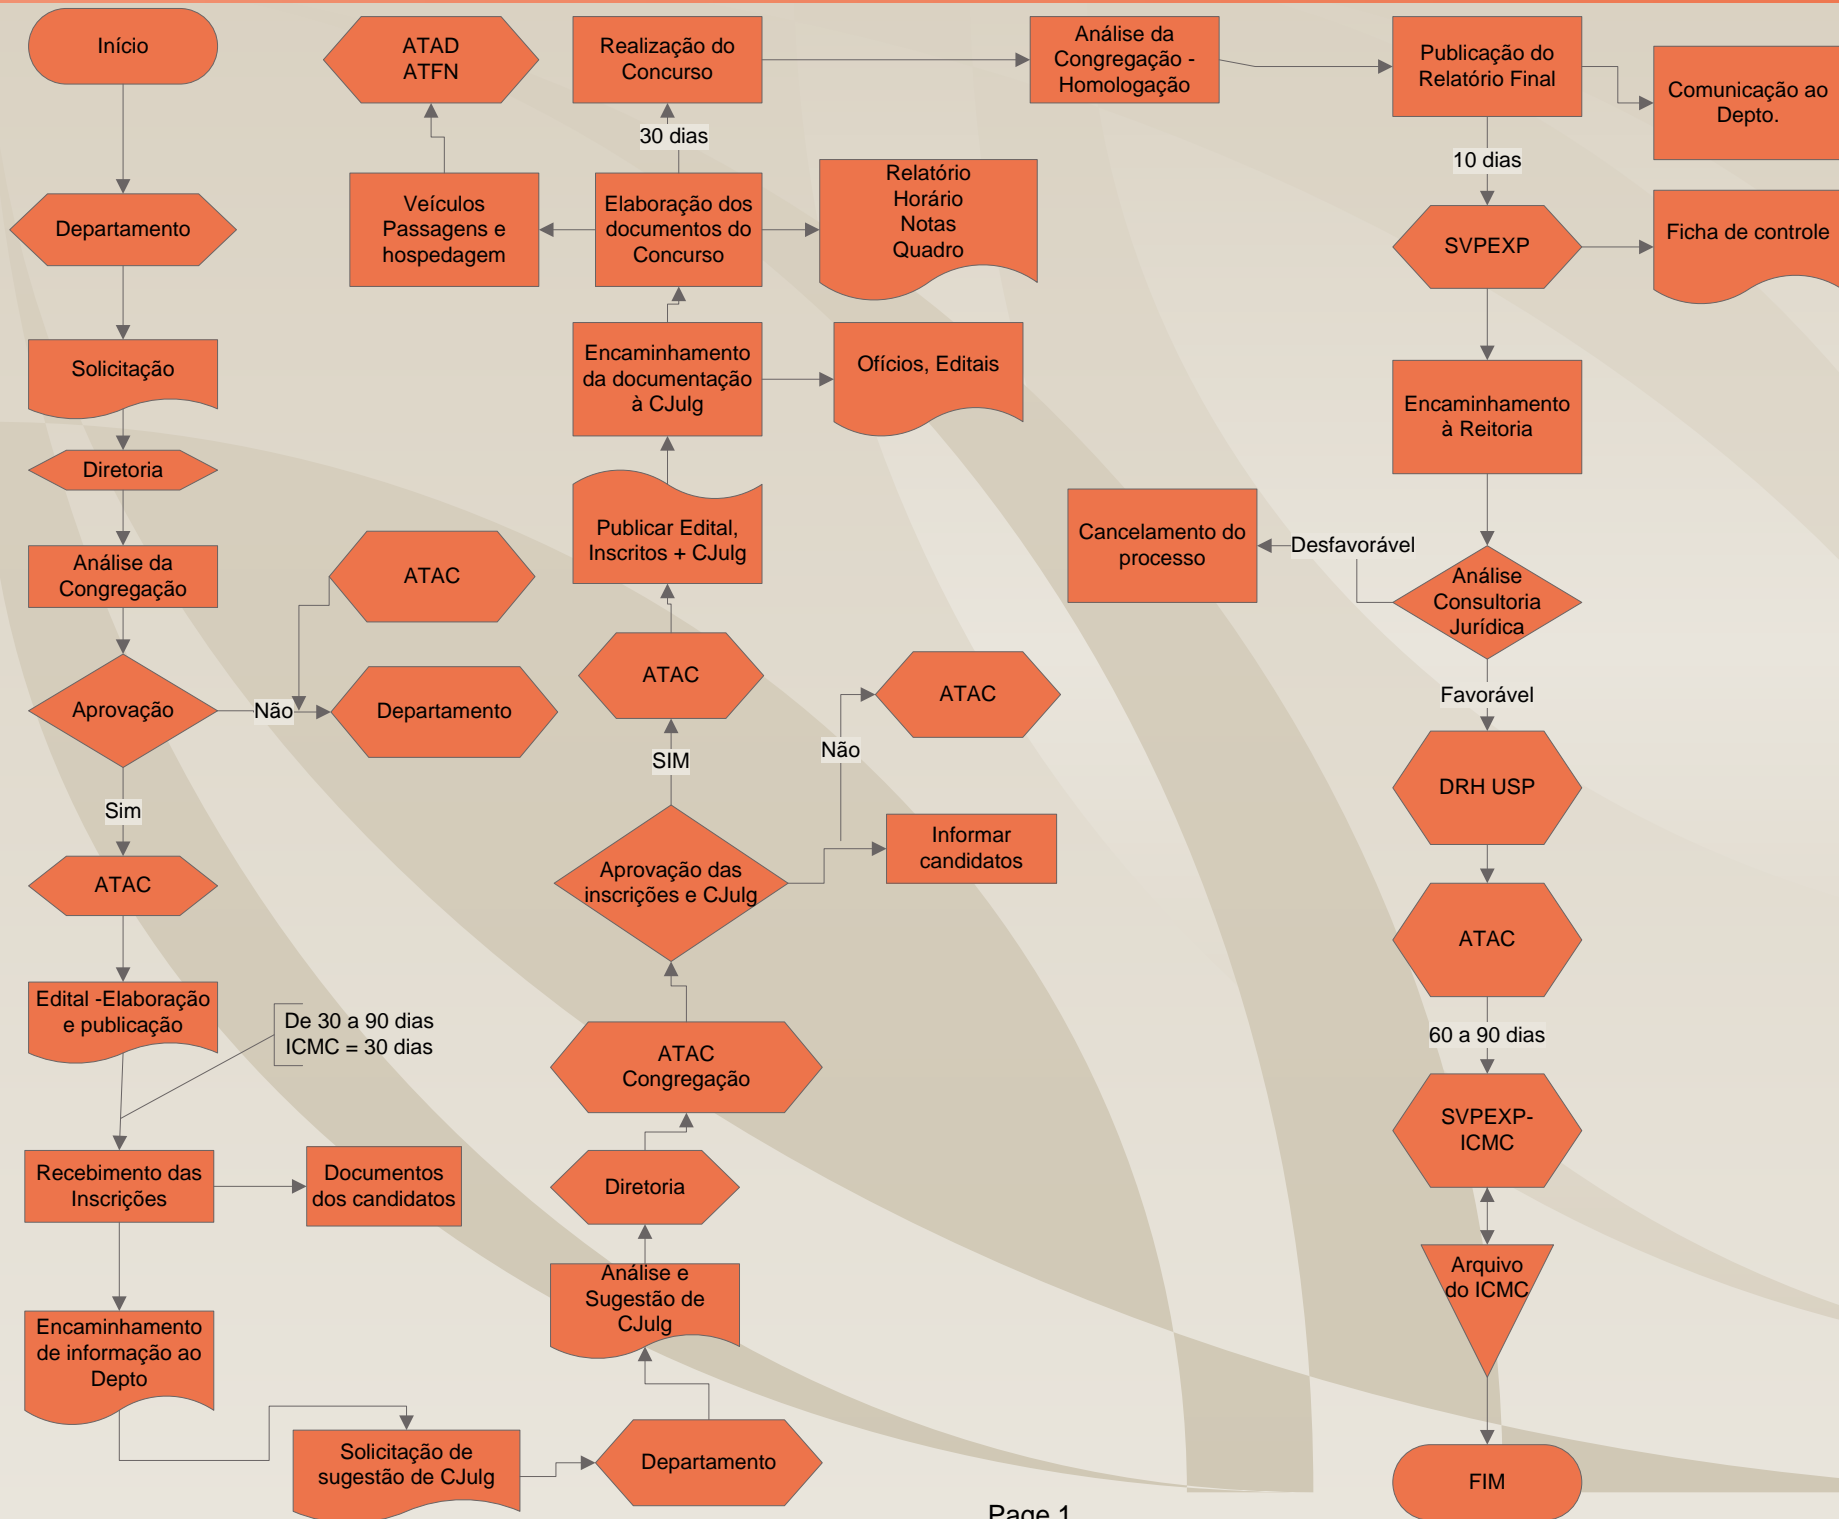 Início
Departamento
Solicitação
Diretoria
Análise da
Congregação
Aprovação
Não
ATAC
Departamento
Sim
ATAC
Edital -Elaboração
e publicação
De 30 a 90 dias
ICMC = 30 dias
Recebimento das
Inscrições
Documentos
dos candidatos
Encaminhamento
de informação ao
Depto
Solicitação de
sugestão de CJulg
Departamento
Análise e
Sugestão de
CJulg
Diretoria
ATAC
Congregação
Aprovação das
inscrições e CJulg
Não
ATAC
Informar
candidatos
SIM
ATAC
Publicar Edital,
Inscritos + CJulg
Encaminhamento
da documentação
à CJulg
Ofícios, Editais
Elaboração dos
documentos do
Concurso
Relatório
Horário
Notas
Quadro
Veículos
Passagens e
hospedagem
ATAD
ATFN
30 dias
Realização do
Concurso
Análise da
Congregação -
Homologação
Publicação do
Relatório Final
Comunicação ao
Depto.
10 dias
SVPEXP
Ficha de controle
Encaminhamento
à Reitoria
Análise
Consultoria
Jurídica
Desfavorável
Cancelamento do
processo
Favorável
DRH USP
ATAC
60 a 90 dias
SVPEXP-
ICMC
Arquivo
do ICMC
FIM
Page 1